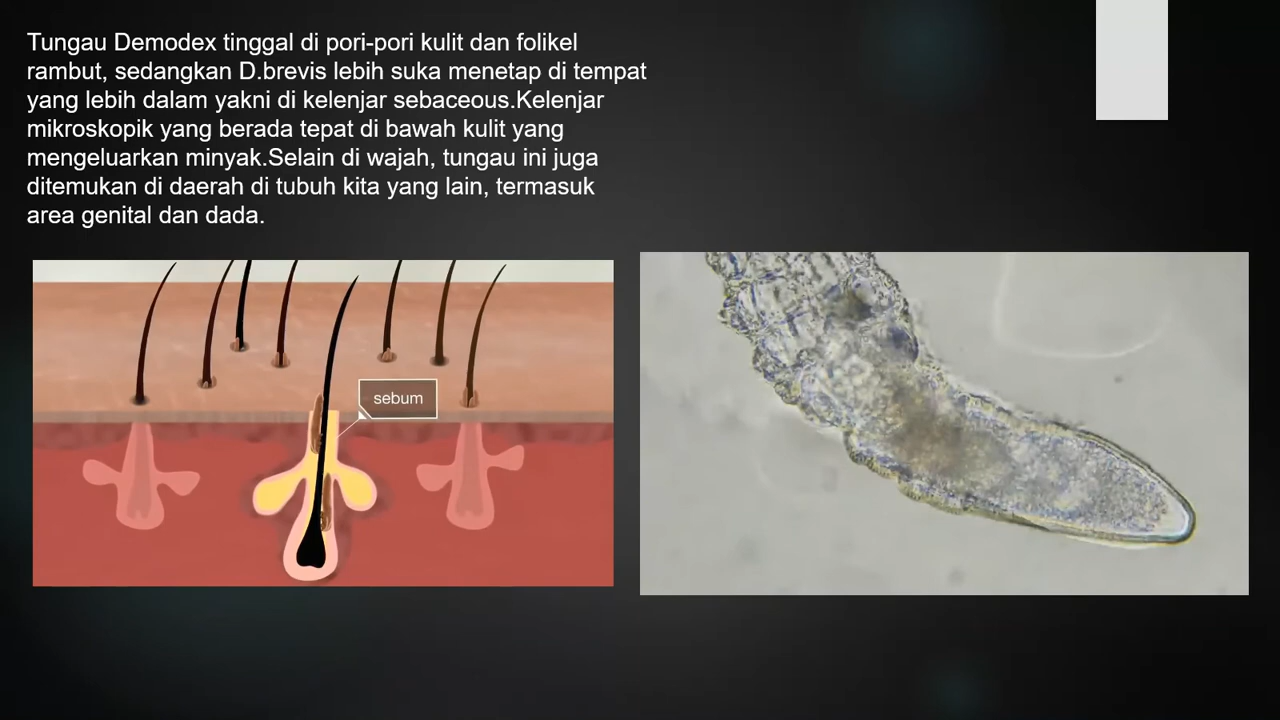 Tungau Demodex tinggal di pori-pori kulit dan folikel
rambut, sedangkan D.brevis lebih suka menetap di tempat
yang lebih dalam yakni di kelenjar sebaceous.Kelenjar
mikroskopik yang berada tepat di bawah kulit yang
mengeluarkan minyak.Selain di wajah, tungau ini juga
ditemukan di daerah di tubuh kita yang lain, termasuk
area genital dan dada.
sebum